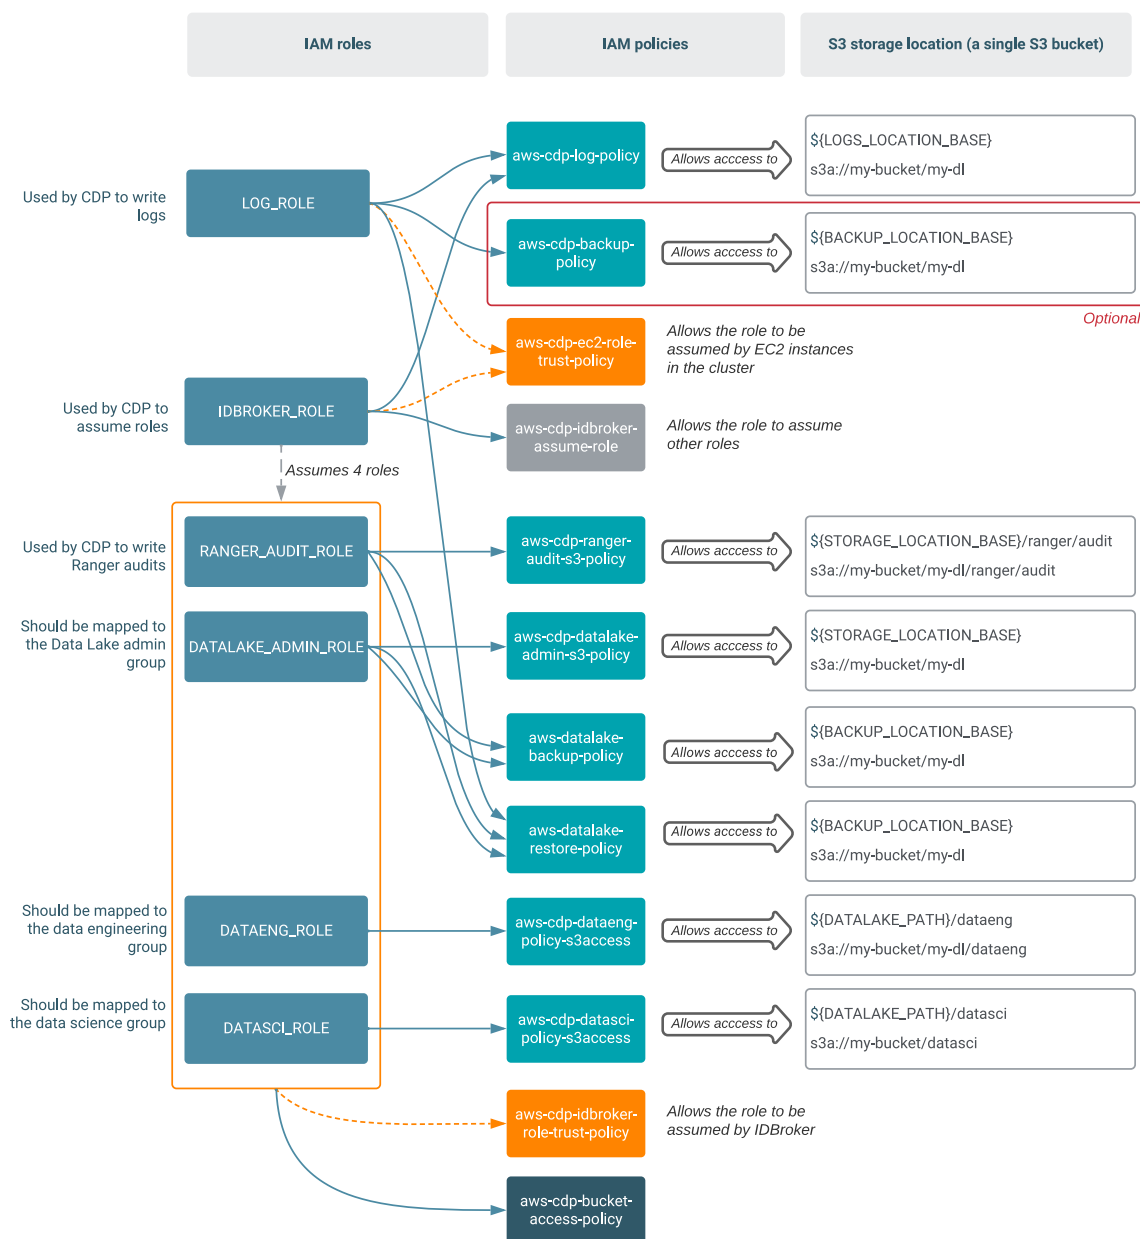 IAM roles
IAM policies
S3 storage location (a single S3 bucket)
Used by CDP to write
logs
LOG_ROLE
aws-cdp-log-policy
Allows acccess to
${LOGS_LOCATION_BASE}
s3a://my-bucket/my-dl
aws-cdp-backup-
policy
Allows acccess to
${BACKUP_LOCATION_BASE}
s3a://my-bucket/my-dl
Optional
aws-cdp-ec2-role-
trust-policy
Allows the role to be
assumed by EC2 instances
in the cluster
Used by CDP to
assume roles
IDBROKER_ROLE
aws-cdp-idbroker-
assume-role
Allows the role to assume
other roles
Assumes 4 roles
Used by CDP to write
Ranger audits
RANGER_AUDIT_ROLE
aws-cdp-ranger-
audit-s3-policy
Allows acccess to
${STORAGE_LOCATION_BASE}/ranger/audit
s3a://my-bucket/my-dl/ranger/audit
Should be mapped to
the Data Lake admin
group
DATALAKE_ADMIN_ROLE
aws-cdp-datalake-
admin-s3-policy
Allows acccess to
${STORAGE_LOCATION_BASE}
s3a://my-bucket/my-dl
aws-datalake-
backup-policy
Allows acccess to
${BACKUP_LOCATION_BASE}
s3a://my-bucket/my-dl
aws-datalake-
restore-policy
Allows acccess to
${BACKUP_LOCATION_BASE}
s3a://my-bucket/my-dl
Should be mapped to
the data engineering
group
DATAENG_ROLE
aws-cdp-dataeng-
policy-s3access
Allows acccess to
${DATALAKE_PATH}/dataeng
s3a://my-bucket/my-dl/dataeng
Should be mapped to
the data science group
DATASCI_ROLE
aws-cdp-datasci-
policy-s3access
Allows acccess to
${DATALAKE_PATH}/datasci
s3a://my-bucket/datasci
aws-cdp-idbroker-
role-trust-policy
Allows the role to be
assumed by IDBroker
aws-cdp-bucket-
access-policy